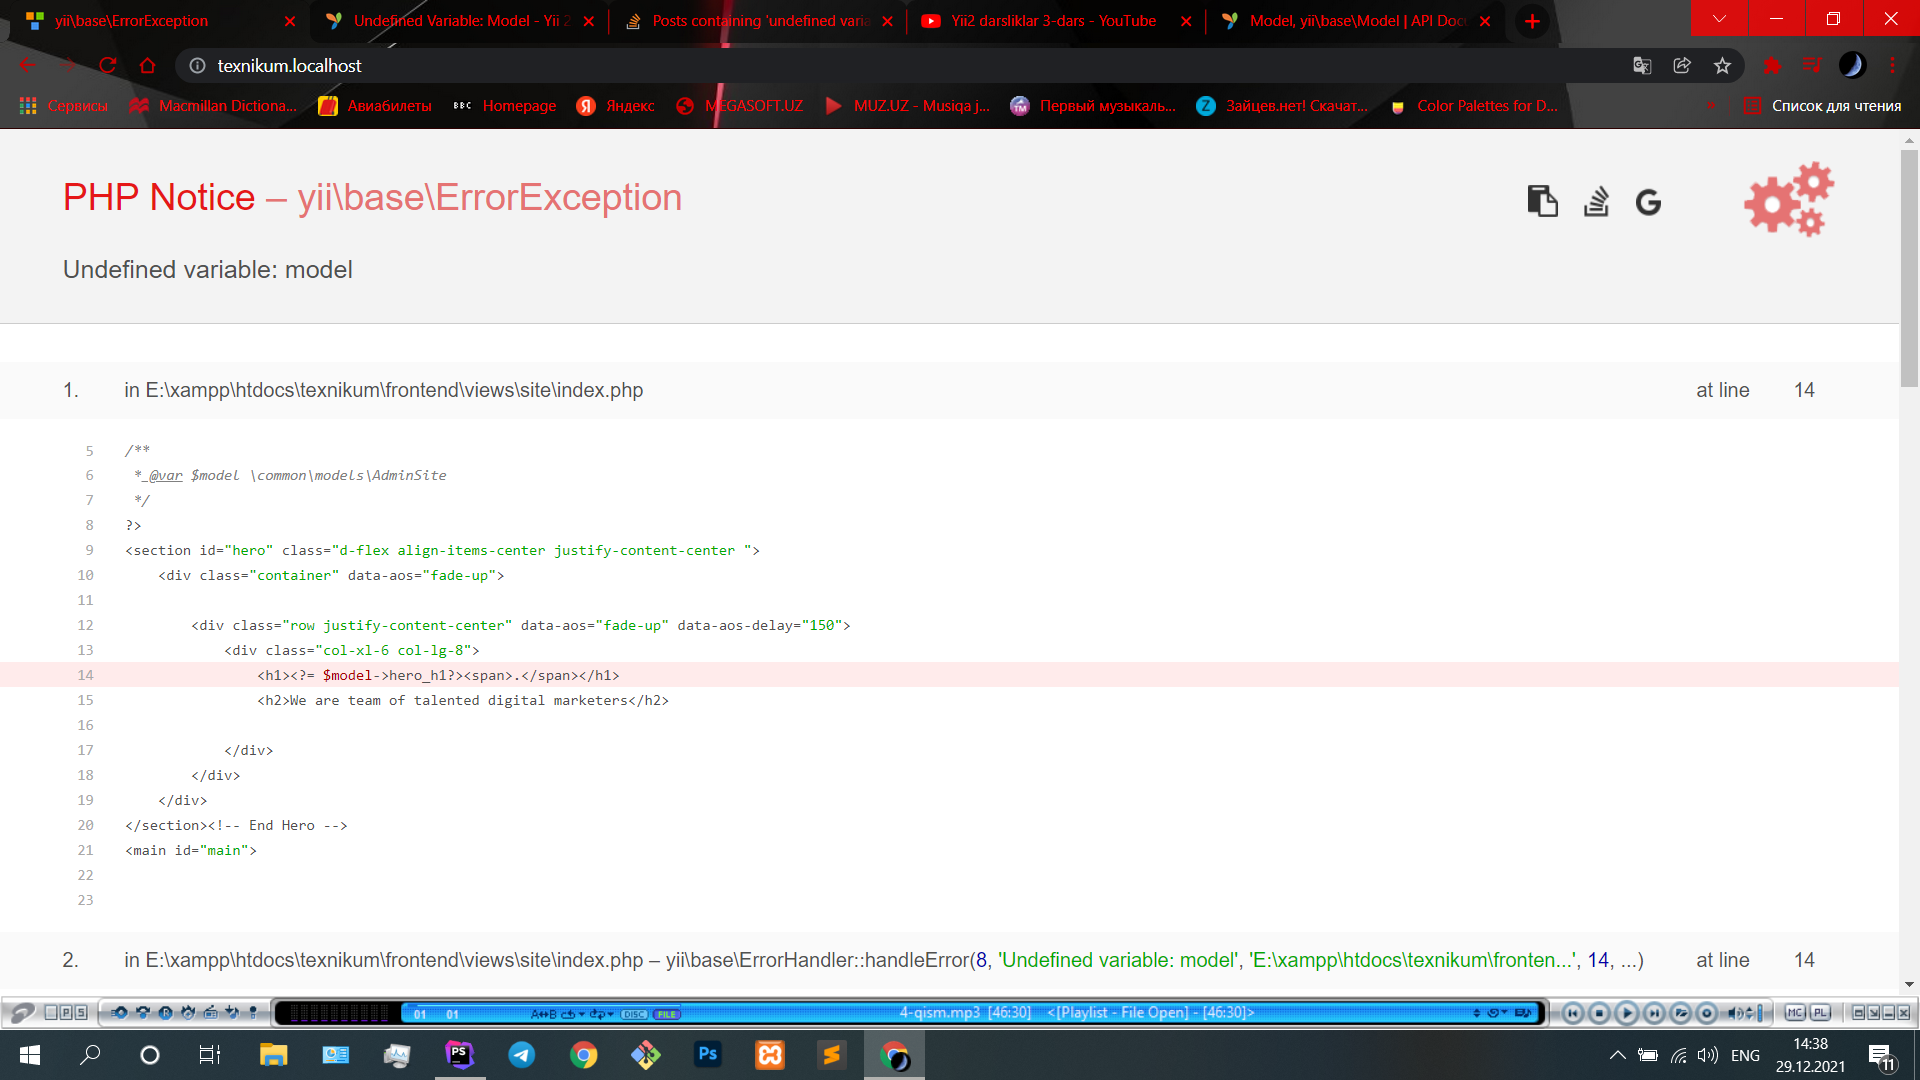 yii\base\ErrorException
Undefined Variable: Model - Yii 2
Posts containing 'undefined varia
Yii2 darsliklar 3-dars - YouTube
Model, yii\base\Model | API Doc
texnikum.localhost
Сервисы
Macmillan Dictiona...
Авиабилеты
BBC Homepage
Яндекс
MEGASOFT.UZ
MUZ.UZ - Musiqa j...
Первый музыкаль...
Зайцев.нет! Скачат...
Color Palettes for D...
Список для чтения
PHP Notice – yii\base\ErrorException
Undefined variable: model
1. in E:\xampp\htdocs\texnikum\frontend\views\site\index.php at line 14
5 /**
6 * @var $model \common\models\AdminSite
7 */
8 ?>
9 <section id="hero" class="d-flex align-items-center justify-content-center ">
10 <div class="container" data-aos="fade-up">
11
12 <div class="row justify-content-center" data-aos="fade-up" data-aos-delay="150">
13 <div class="col-xl-6 col-lg-8">
14 <h1><?= $model->hero_h1?><span>.</span></h1>
15 <h2>We are team of talented digital marketers</h2>
16
17 </div>
18 </div>
19 </div>
20 </section><!-- End Hero -->
21 <main id="main">
22
23
2. in E:\xampp\htdocs\texnikum\frontend\views\site\index.php – yii\base\ErrorHandler::handleError(8, 'Undefined variable: model', 'E:\xampp\htdocs\texnikum\fronten...', 14, ...) at line 14
P S
01 01
A↔B
DISC FILE
4-qism.mp3 [46:30] <[Playlist - File Open] - [46:30]>
MC PL
PS
Ps
ENG
14:38
29.12.2021
11